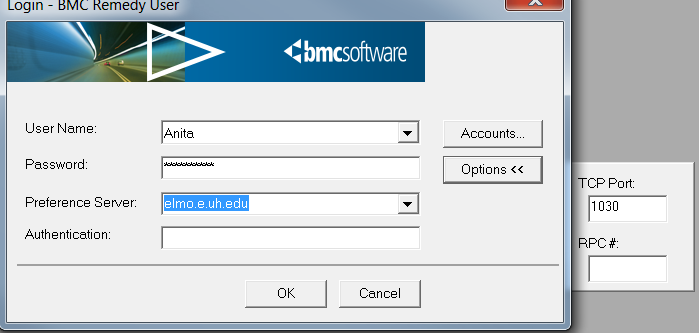 Login - BMC Remedy User
bmcsoftware
User Name:
Anita
Accounts...
Password:
**********
Options <<
Preference Server:
elmo.e.uh.edu
Authentication:
OK
Cancel
TCP Port:
1030
RPC #: